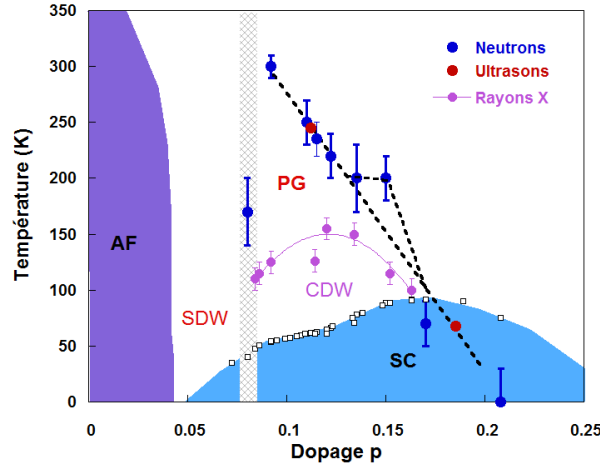 350
300
250
200
150
100
50
0
Température (K)
Neutrons
Ultrasons
Rayons X
PG
AF
CDW
SDW
SC
0
0.05
0.1
0.15
0.2
0.25
Dopage p